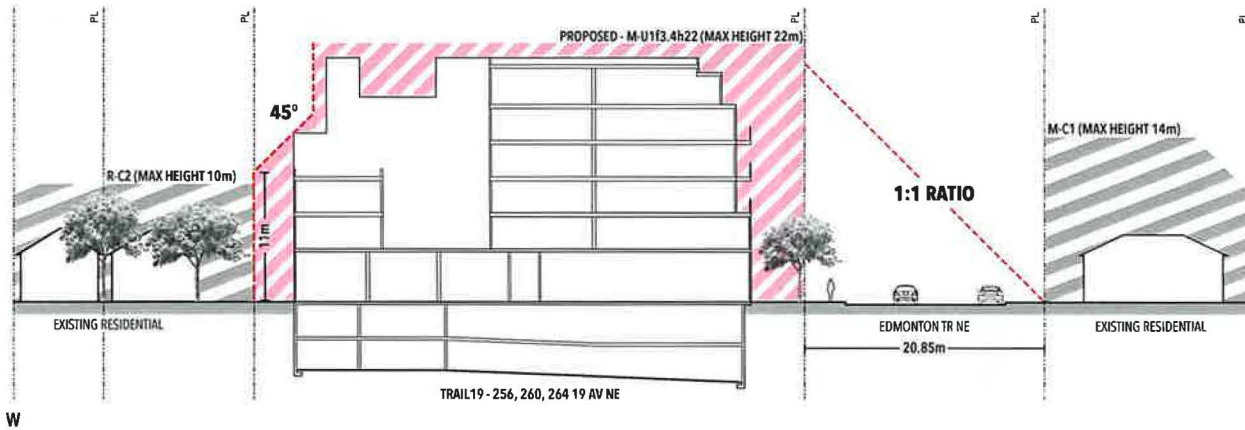 PL
PL
PL
PL
PL
PL
PROPOSED - M-U1f3.4h22 (MAX HEIGHT 22m)
45°
M-C1 (MAX HEIGHT 14m)
R-C2 (MAX HEIGHT 10m)
1:1 RATIO
11m
EXISTING RESIDENTIAL
EDMONTON TR NE
EXISTING RESIDENTIAL
20.85m
TRAIL19 - 256, 260, 264 19 AV NE
W